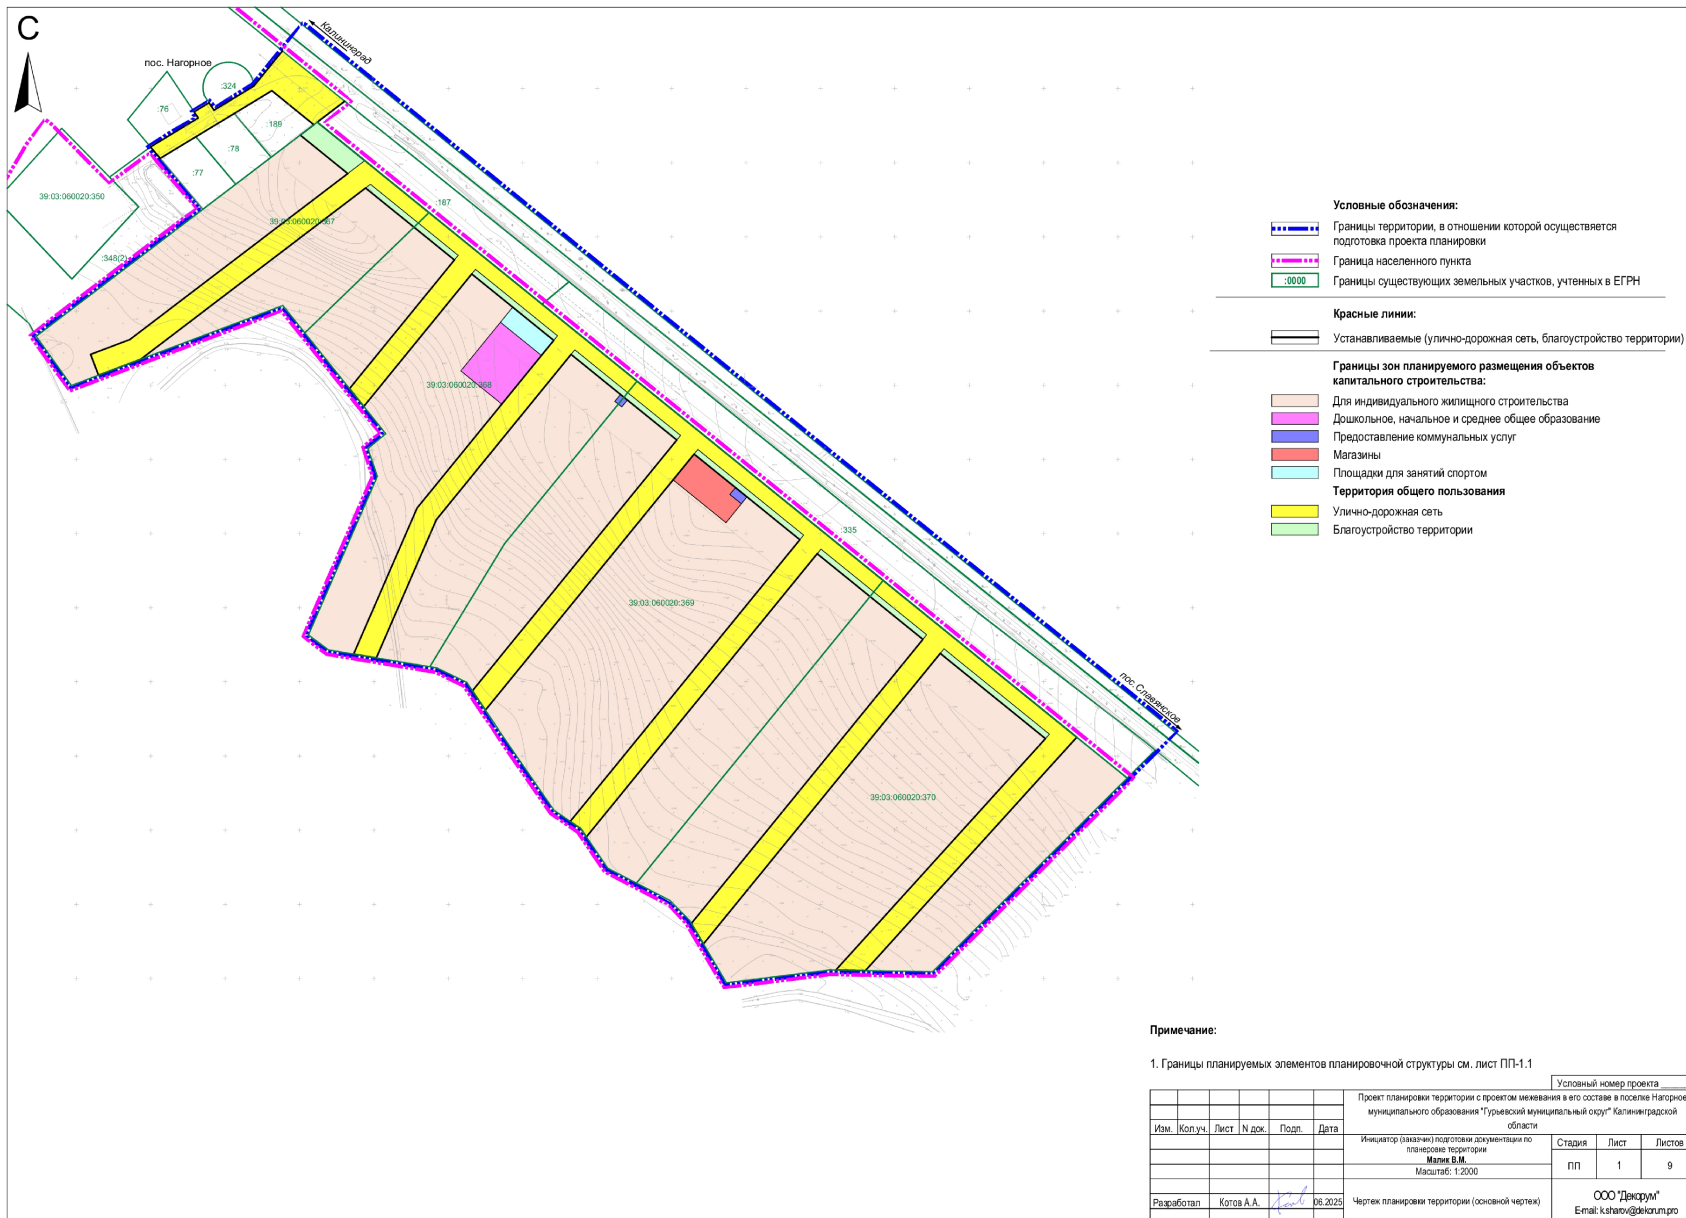 С
Калининград
пос. Нагорное
:324
:76
:189
:78
:77
39:03:060020:350
:187
39:03:060020:367
:348(2)
39:03:060020:368
:335
39:03:060020:369
пос. Славянское
39:03:060020:370
Условные обозначения:
Границы территории, в отношении которой осуществляется
подготовка проекта планировки
Граница населенного пункта
:0000 Границы существующих земельных участков, учтенных в ЕГРН
Красные линии:
Устанавливаемые (улично-дорожная сеть, благоустройство территории)
Границы зон планируемого размещения объектов
капитального строительства:
Для индивидуального жилищного строительства
Дошкольное, начальное и среднее общее образование
Предоставление коммунальных услуг
Магазины
Площадки для занятий спортом
Территория общего пользования
Улично-дорожная сеть
Благоустройство территории
Примечание:
1. Границы планируемых элементов планировочной структуры см. лист ПП-1.1
Условный номер проекта ____
Проект планировки территории с проектом межевания в его составе в поселке Нагорное
муниципального образования "Гурьевский муниципальный округ" Калининградской
области
Изм. Кол.уч. Лист N док. Подп. Дата
Инициатор (заказчик) подготовки документации по
планировке территории
Малик В.М.
Масштаб: 1:2000
Стадия Лист Листов
ПП 1 9
Разработал Котов А.А. 06.2025
Чертеж планировки территории (основной чертеж)
ООО "Декорум"
E-mail: k.sharov@dekorum.pro